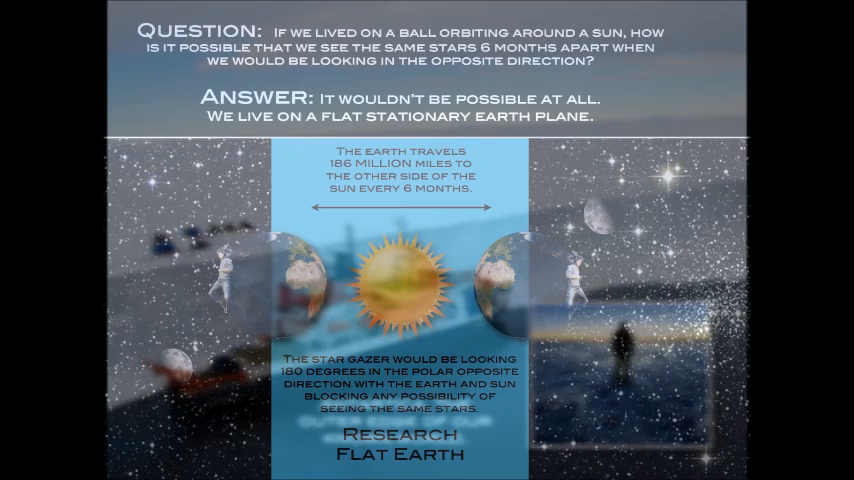 QUESTION: IF WE LIVED ON A BALL ORBITING AROUND A SUN, HOW
IS IT POSSIBLE THAT WE SEE THE SAME STARS 6 MONTHS APART WHEN
WE WOULD BE LOOKING IN THE OPPOSITE DIRECTION?
ANSWER: IT WOULDN'T BE POSSIBLE AT ALL.
WE LIVE ON A FLAT STATIONARY EARTH PLANE.
THE EARTH TRAVELS
186 MILLION MILES TO
THE OTHER SIDE OF THE
SUN EVERY 6 MONTHS.
THE STAR GAZER WOULD BE LOOKING
180 DEGREES IN THE POLAR OPPOSITE
DIRECTION WITH THE EARTH AND SUN
BLOCKING ANY POSSIBILITY OF
SEEING THE SAME STARS.
RESEARCH
FLAT EARTH